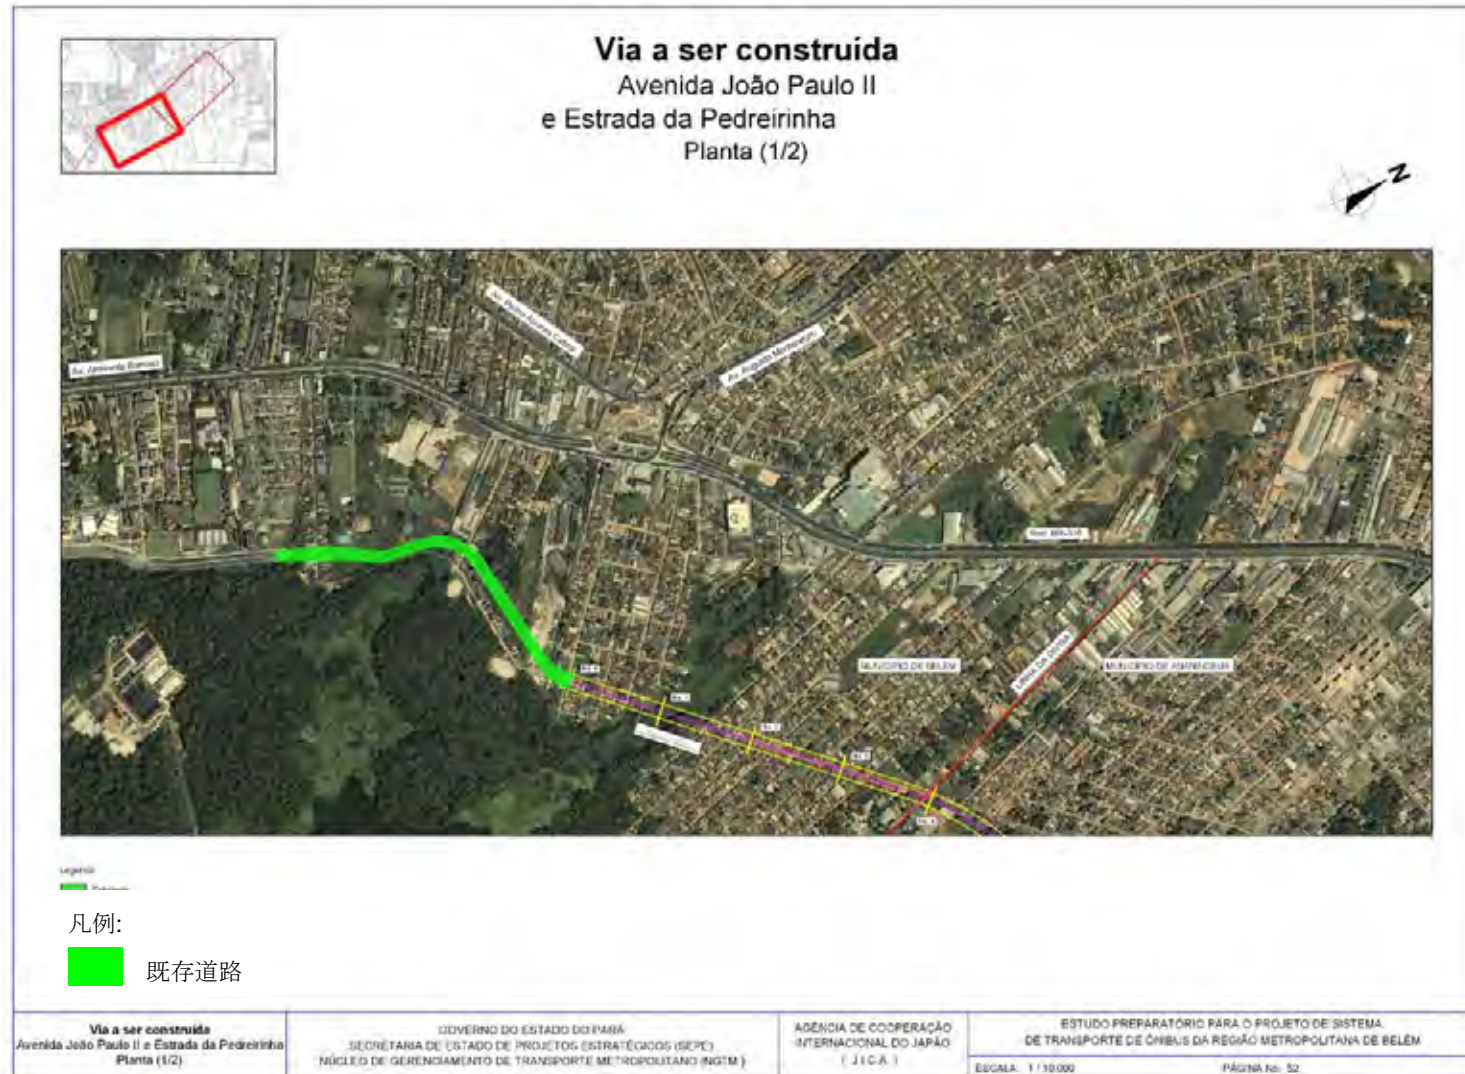 Via a ser construída
Avenida João Paulo II
e Estrada da Pedreirinha
Planta (1/2)
N
Av. Pedro Álvares Cabral
Av. Augusto Montenegro
Av. Almirante Barroso
MUNICÍPIO DE BELÉM
LINHA DA DIVISA
MUNICÍPIO DE ANANINDEUA
Legenda
凡例:
既存道路
Via a ser construída
Avenida João Paulo II e Estrada da Pedreirinha
Planta (1/2)
GOVERNO DO ESTADO DO PARÁ
SECRETARIA DE ESTADO DE PROJETOS ESTRATÉGICOS (SEPE)
NÚCLEO DE GERENCIAMENTO DE TRANSPORTE METROPOLITANO (NGTM )
AGÊNCIA DE COOPERAÇÃO
INTERNACIONAL DO JAPÃO
( J I C A )
ESTUDO PREPARATÓRIO PARA O PROJETO DE SISTEMA
DE TRANSPORTE DE ÔNIBUS DA REGIÃO METROPOLITANA DE BELÉM
ESCALA: 1 / 10.000
PÁGINA No. 52